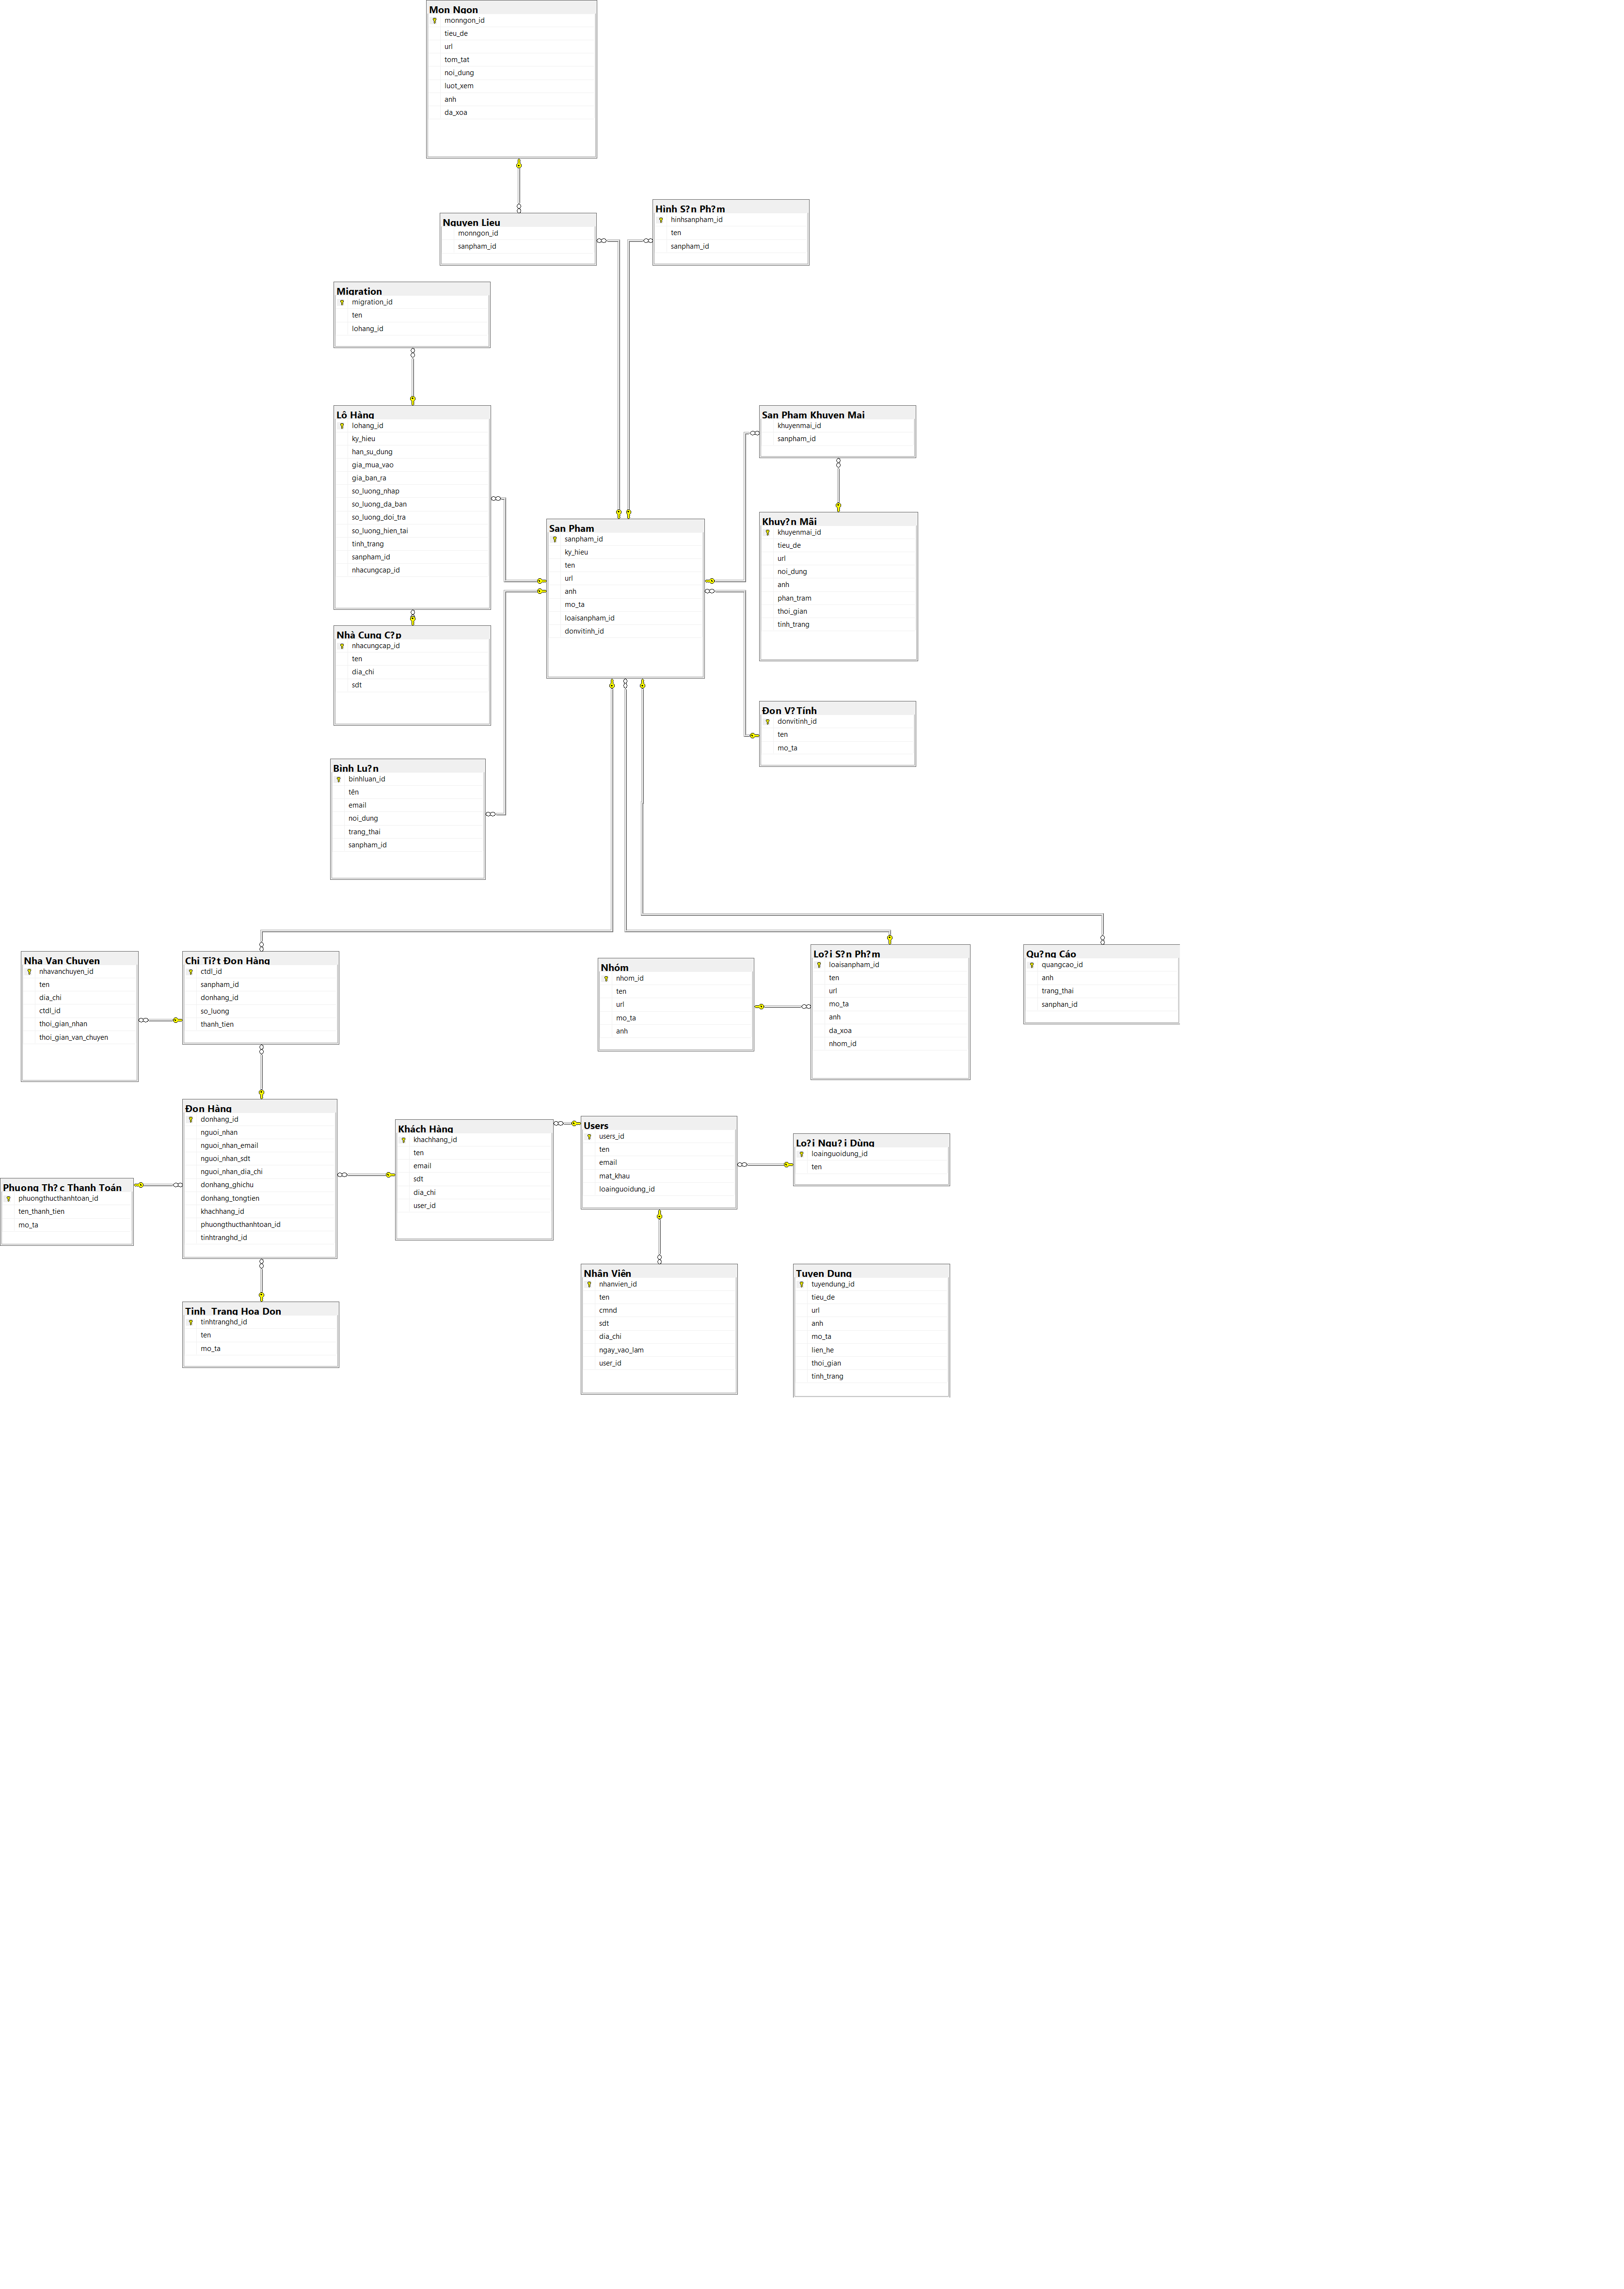 Mon Ngon
monngon_id
tieu_de
url
tom_tat
noi_dung
luot_xem
anh
da_xoa
Nguyen Lieu
monngon_id
sanpham_id
Hình S?n Ph?m
hinhsanpham_id
ten
sanpham_id
Migration
migration_id
ten
lohang_id
Lô Hàng
lohang_id
ky_hieu
han_su_dung
gia_mua_vao
gia_ban_ra
so_luong_nhap
so_luong_da_ban
so_luong_doi_tra
so_luong_hien_tai
tinh_trang
sanpham_id
nhacungcap_id
San Pham Khuyen Mai
khuyenmai_id
sanpham_id
Khuy?n Mãi
khuyenmai_id
tieu_de
url
noi_dung
anh
phan_tram
thoi_gian
tinh_trang
San Pham
sanpham_id
ky_hieu
ten
url
anh
mo_ta
loaisanpham_id
donvitinh_id
Nhà Cung C?p
nhacungcap_id
ten
dia_chi
sdt
Đon V? Tính
donvitinh_id
ten
mo_ta
Bình Lu?n
binhluan_id
tên
email
noi_dung
trang_thai
sanpham_id
Nha Van Chuyen
nhavanchuyen_id
ten
dia_chi
ctdl_id
thoi_gian_nhan
thoi_gian_van_chuyen
Chi Ti?t Đon Hàng
ctdl_id
sanpham_id
donhang_id
so_luong
thanh_tien
Nhóm
nhom_id
ten
url
mo_ta
anh
Lo?i S?n Ph?m
loaisanpham_id
ten
url
mo_ta
anh
da_xoa
nhom_id
Qu?ng Cáo
quangcao_id
anh
trang_thai
sanphan_id
Đon Hàng
donhang_id
nguoi_nhan
nguoi_nhan_email
nguoi_nhan_sdt
nguoi_nhan_dia_chi
donhang_ghichu
donhang_tongtien
khachhang_id
phuongthucthanhtoan_id
tinhtranghd_id
Khách Hàng
khachhang_id
ten
email
sdt
dia_chi
user_id
Users
users_id
ten
email
mat_khau
loainguoidung_id
Lo?i Ngu?i Dùng
loainguoidung_id
ten
Phuong Th?c Thanh Toán
phuongthucthanhtoan_id
ten_thanh_tien
mo_ta
Tinh_Trang Hoa Don
tinhtranghd_id
ten
mo_ta
Nhân Viên
nhanvien_id
ten
cmnd
sdt
dia_chi
ngay_vao_lam
user_id
Tuyen Dung
tuyendung_id
tieu_de
url
anh
mo_ta
lien_he
thoi_gian
tinh_trang